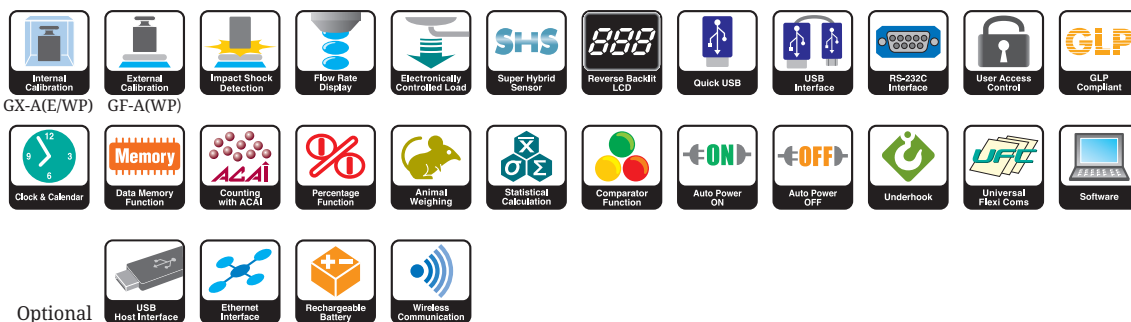 Internal
Calibration
GX-A(E/WP)
External
Calibration
GF-A(WP)
Impact Shock
Detection
Flow Rate
Display
Electronically
Controlled Load
SHS
Super Hybrid
Sensor
888
Reverse Backlit
LCD
Quick USB
USB
Interface
RS-232C
Interface
User Access
Control
GLP
GLP
Compliant
12
9 3
6
Clock & Calendar
Memory
Data Memory
Function
ACAÎ
Counting
with ACAÎ
%
Percentage
Function
Animal
Weighing
X̄
σ Σ
Statistical
Calculation
Comparator
Function
ON
Auto Power
ON
OFF
Auto Power
OFF
Underhook
UFC
Universal
Flexi Coms
Software
Optional
USB
Host Interface
Ethernet
Interface
+ −
Rechargeable
Battery
Wireless
Communication